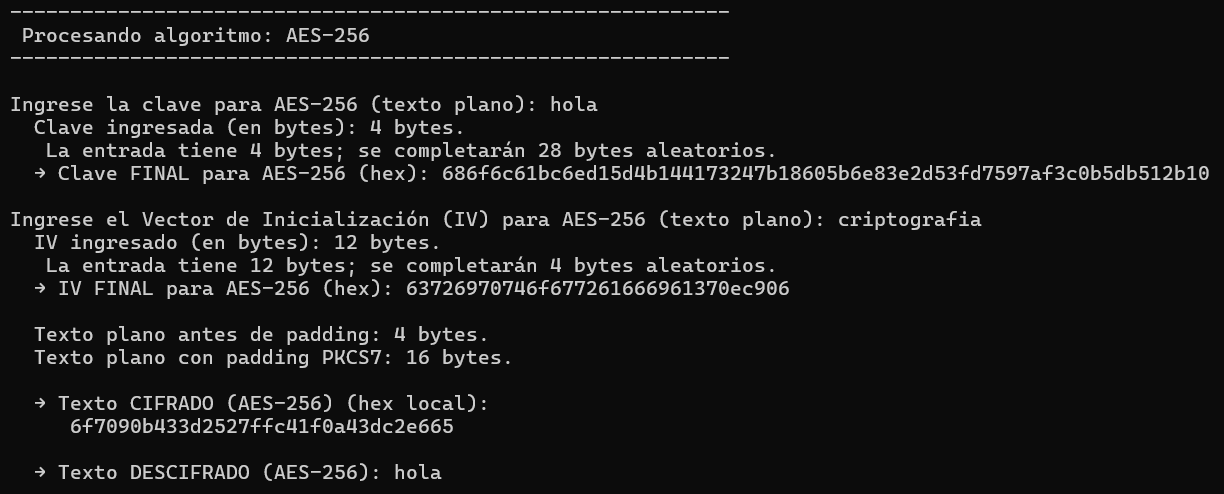 ------------------------------------------------------------
Procesando algoritmo: AES-256
------------------------------------------------------------
Ingrese la clave para AES-256 (texto plano): hola
Clave ingresada (en bytes): 4 bytes.
La entrada tiene 4 bytes; se completarán 28 bytes aleatorios.
→ Clave FINAL para AES-256 (hex): 686f6c61bc6ed15d4b144173247b18605b6e83e2d53fd7597af3c0b5db512b10
Ingrese el Vector de Inicialización (IV) para AES-256 (texto plano): criptografia
IV ingresado (en bytes): 12 bytes.
La entrada tiene 12 bytes; se completarán 4 bytes aleatorios.
→ IV FINAL para AES-256 (hex): 63726970746f677261666961370ec906
Texto plano antes de padding: 4 bytes.
Texto plano con padding PKCS7: 16 bytes.
→ Texto CIFRADO (AES-256) (hex local):
6f7090b433d2527ffc41f0a43dc2e665
→ Texto DESCIFRADO (AES-256): hola